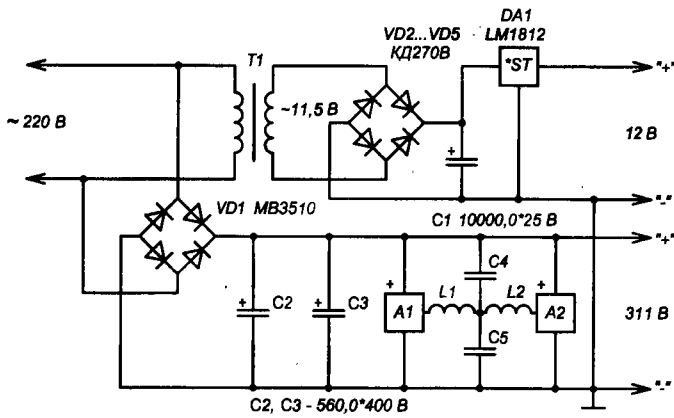 DA1
VD2...VD5
LM1812
КД270В
T1
*ST
"+"
~ 220 В
~11,5 В
12 В
+
"-"
VD1 MB3510
C1 10000,0*25 В
"+"
+
C2
+
C3
+
A1
L1
C4
L2
C5
+
A2
311 В
"-"
C2, C3 - 560,0*400 В